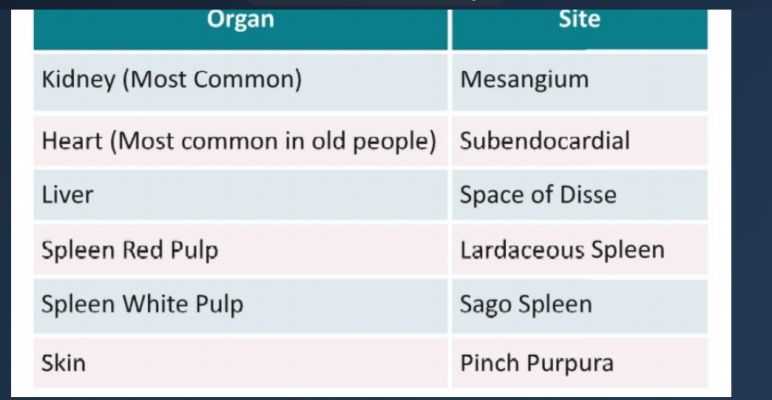 Organ Site
Kidney (Most Common) Mesangium
Heart (Most common in old people) Subendocardial
Liver Space of Disse
Spleen Red Pulp Lardaceous Spleen
Spleen White Pulp Sago Spleen
Skin Pinch Purpura